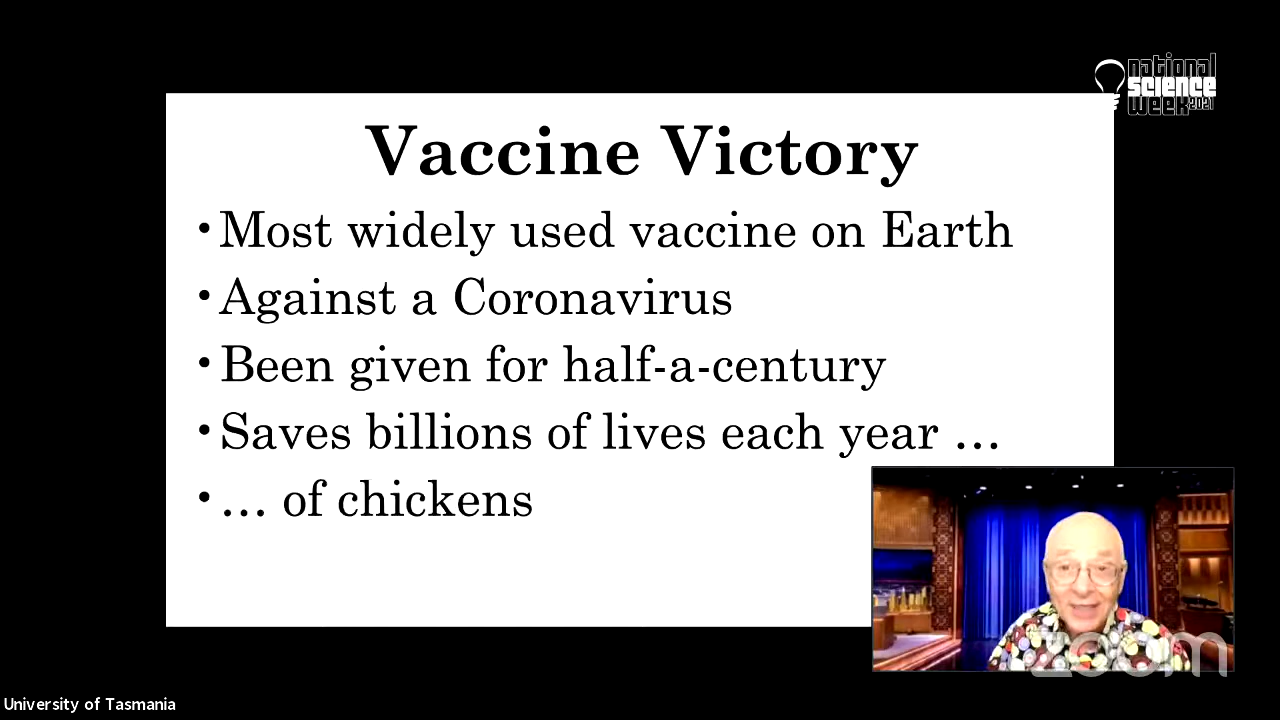 national
science
week 2021
Vaccine Victory
• Most widely used vaccine on Earth
• Against a Coronavirus
• Been given for half-a-century
• Saves billions of lives each year …
• … of chickens
zoom
University of Tasmania